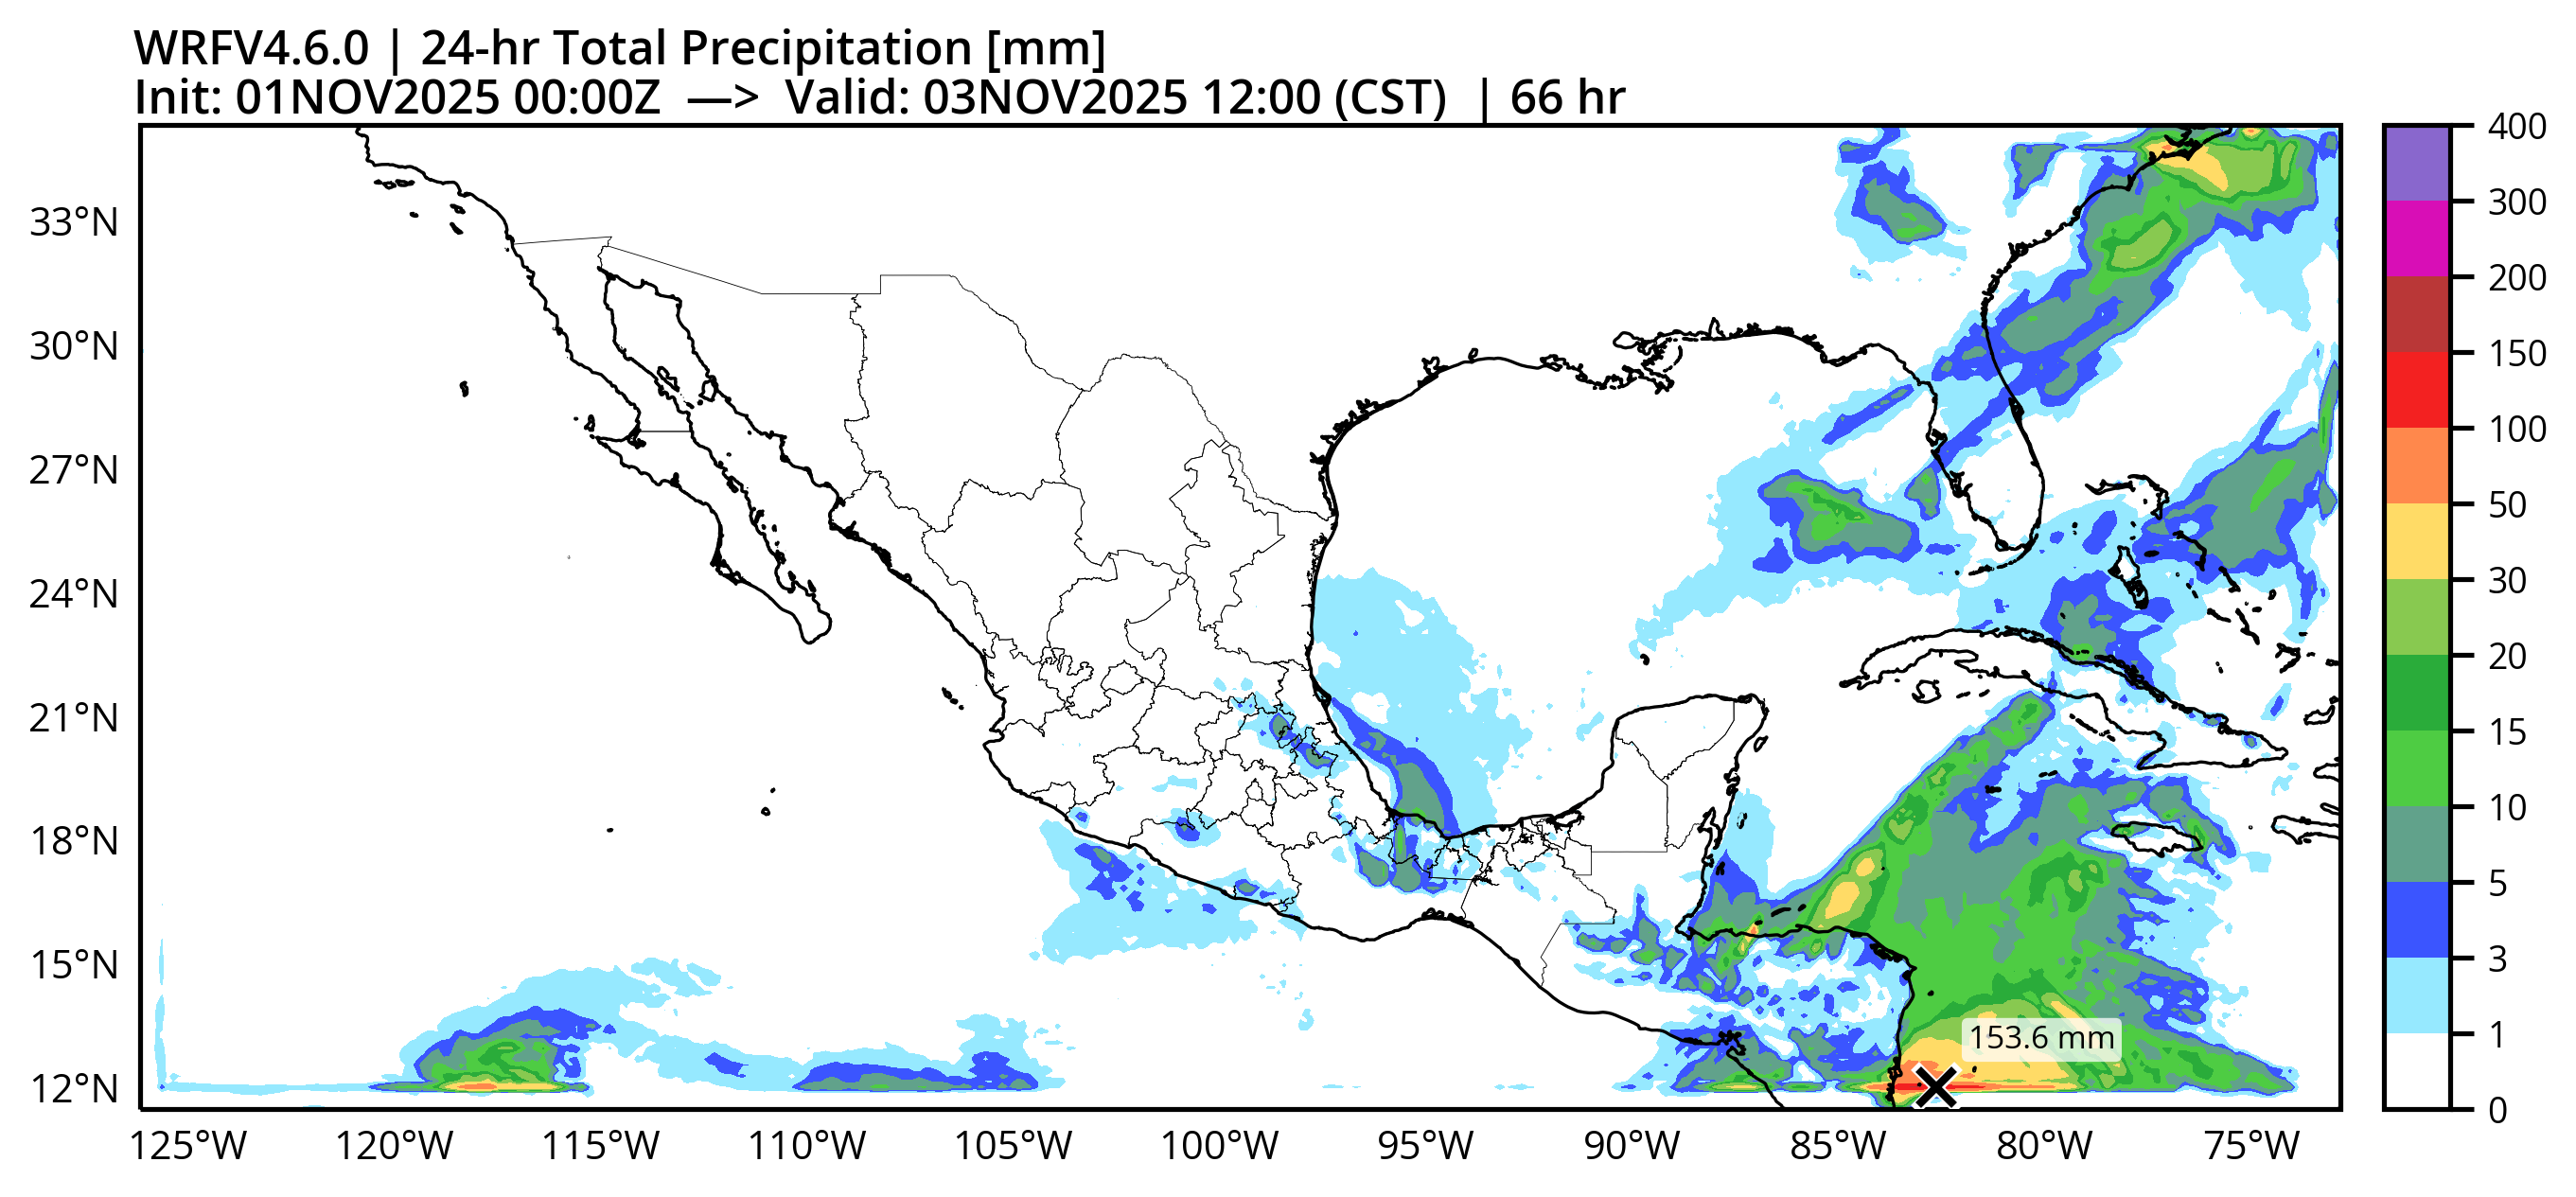 WRFV4.6.0 | 24-hr Total Precipitation [mm]
Init: 01NOV2025 00:00Z —> Valid: 03NOV2025 12:00 (CST) | 66 hr
33°N
30°N
27°N
24°N
21°N
18°N
15°N
12°N
125°W 120°W 115°W 110°W 105°W 100°W 95°W 90°W 85°W 80°W 75°W
153.6 mm
400
300
200
150
100
50
30
20
15
10
5
3
1
0